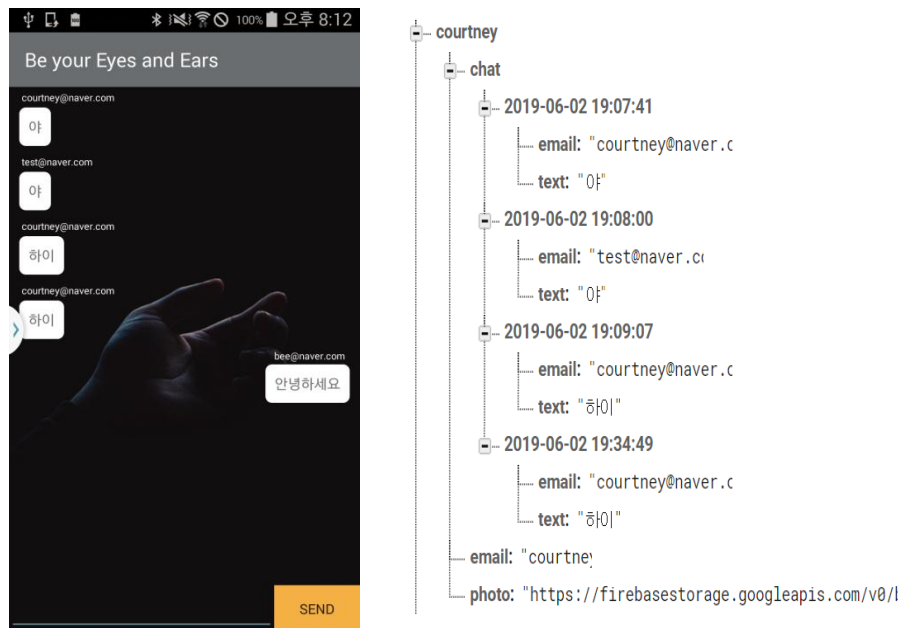 100% 오후 8:12
Be your Eyes and Ears
courtney@naver.com
야
test@naver.com
야
courtney@naver.com
하이
courtney@naver.com
하이
bee@naver.com
안녕하세요
SEND
courtney
chat
2019-06-02 19:07:41
email: "courtney@naver.c
text: "야"
2019-06-02 19:08:00
email: "test@naver.co
text: "야"
2019-06-02 19:09:07
email: "courtney@naver.c
text: "하이"
2019-06-02 19:34:49
email: "courtney@naver.c
text: "하이"
email: "courtney
photo: "https://firebasestorage.googleapis.com/v0/b